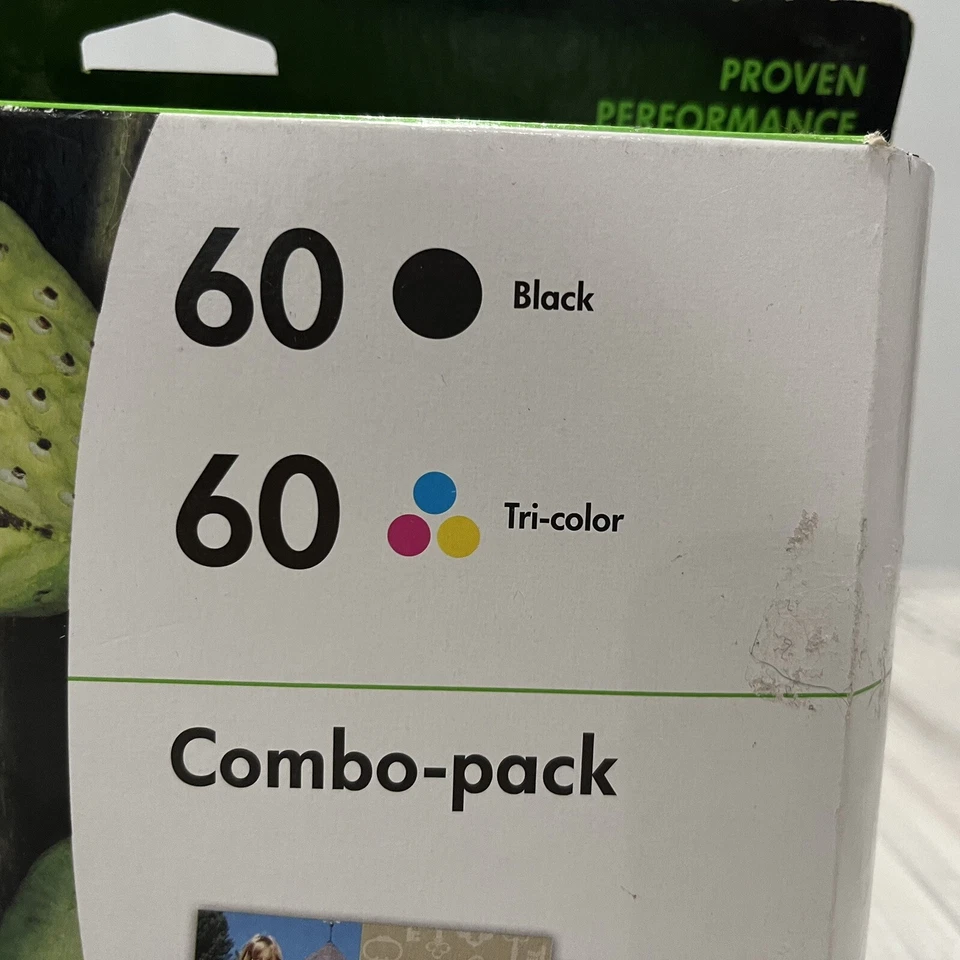 PROVEN
PERFORMANCE
60 Black
60 Tri-color
Combo-pack